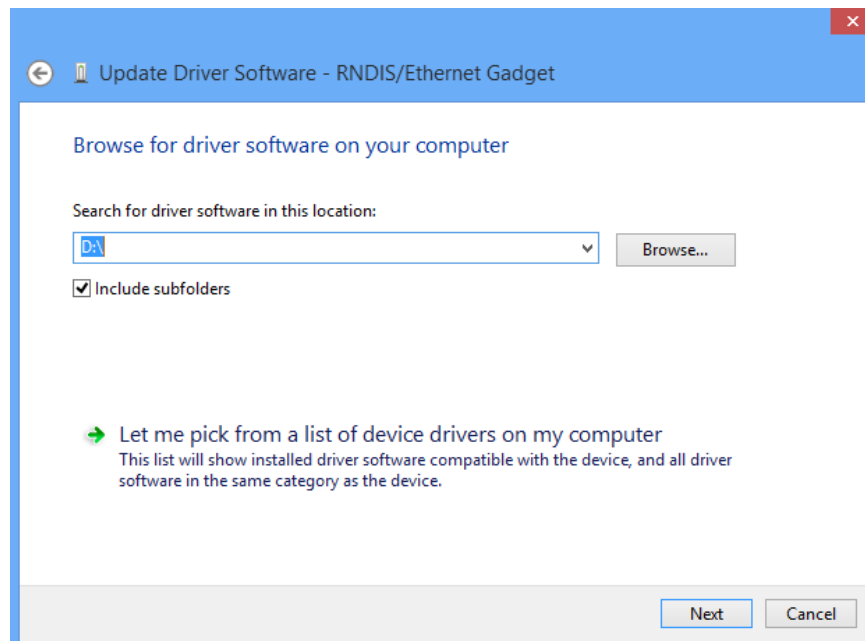 Update Driver Software - RNDIS/Ethernet Gadget
Browse for driver software on your computer
Search for driver software in this location:
D:\
Browse...
Include subfolders
Let me pick from a list of device drivers on my computer
This list will show installed driver software compatible with the device, and all driver
software in the same category as the device.
Next
Cancel